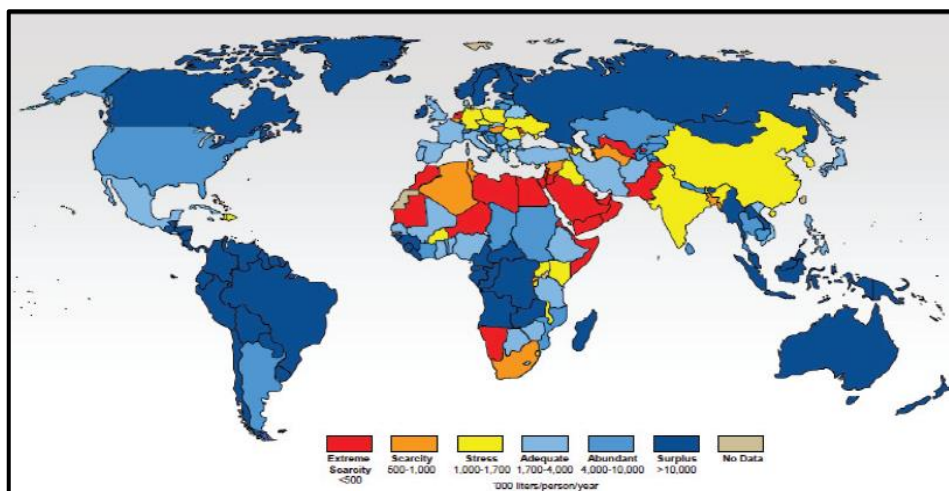 Extreme Scarcity <500
Scarcity 500-1,000
Stress 1,000-1,700
Adequate 1,700-4,000
Abundant 4,000-10,000
Surplus >10,000
No Data
'000 liters/person/year